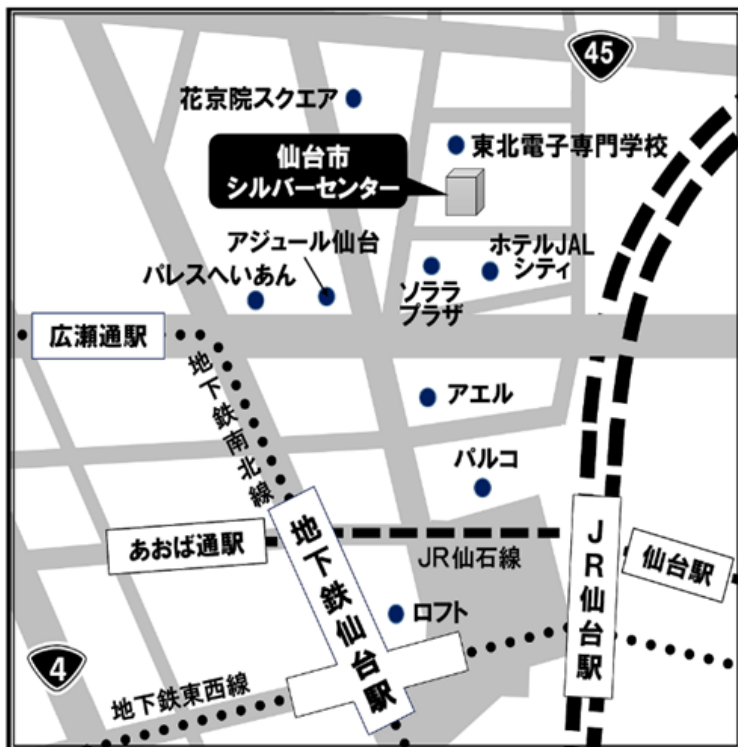 45
花京院スクエア
東北電子専門学校
仙台市
シルバーセンター
アジュール仙台
パレスへいあん
ホテルJAL
シティ
ソララ
プラザ
広瀬通駅
地下鉄南北線
アエル
パルコ
あおば通駅
JR仙石線
地下鉄仙台駅
JR仙台駅
仙台駅
ロフト
4
地下鉄東西線